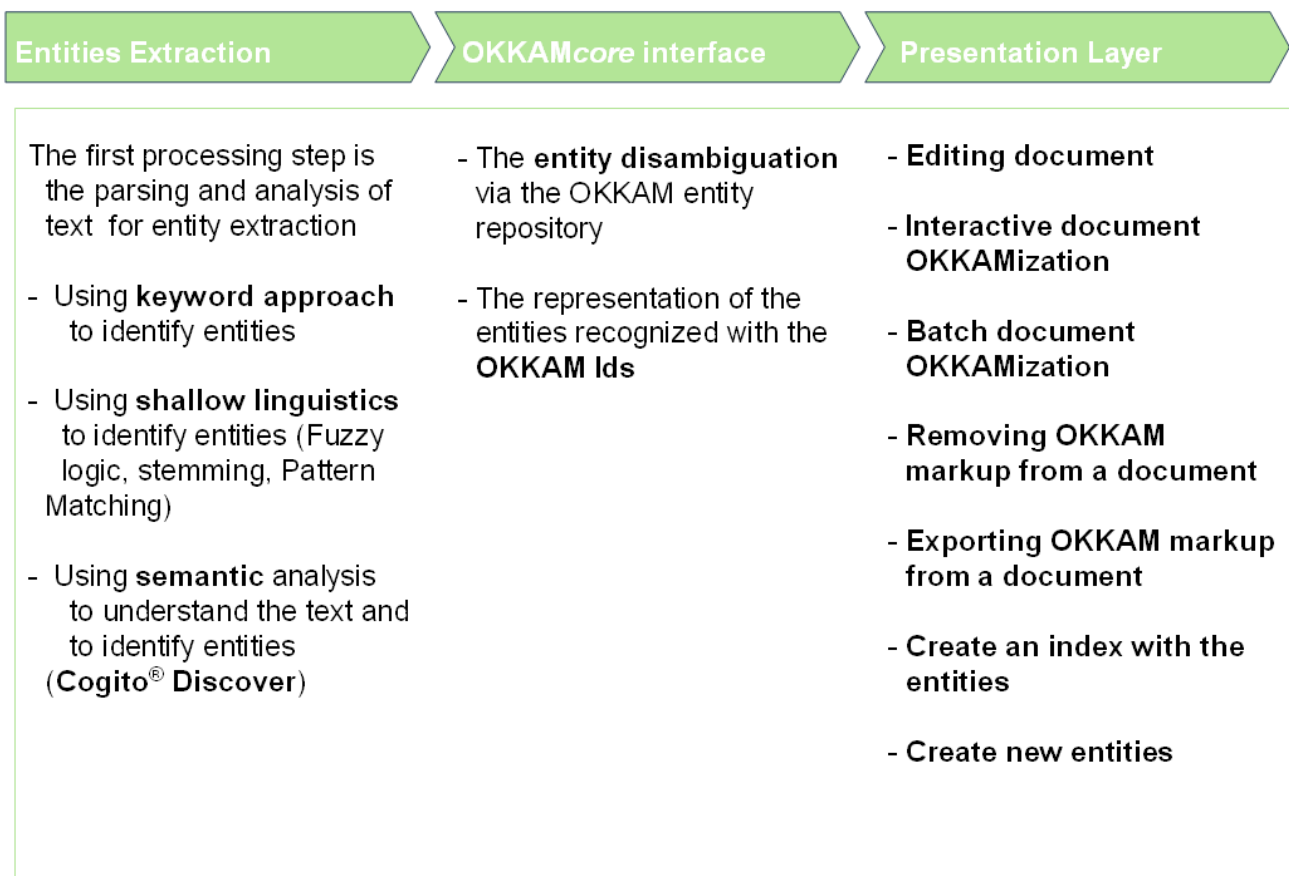 Entities Extraction
OKKAMcore interface
Presentation Layer
The first processing step is
the parsing and analysis of
text for entity extraction
- Using keyword approach
to identify entities
- Using shallow linguistics
to identify entities (Fuzzy
logic, stemming, Pattern
Matching)
- Using semantic analysis
to understand the text and
to identify entities
(Cogito® Discover)
- The entity disambiguation
via the OKKAM entity
repository
- The representation of the
entities recognized with the
OKKAM Ids
- Editing document
- Interactive document
OKKAMization
- Batch document
OKKAMization
- Removing OKKAM
markup from a document
- Exporting OKKAM markup
from a document
- Create an index with the
entities
- Create new entities